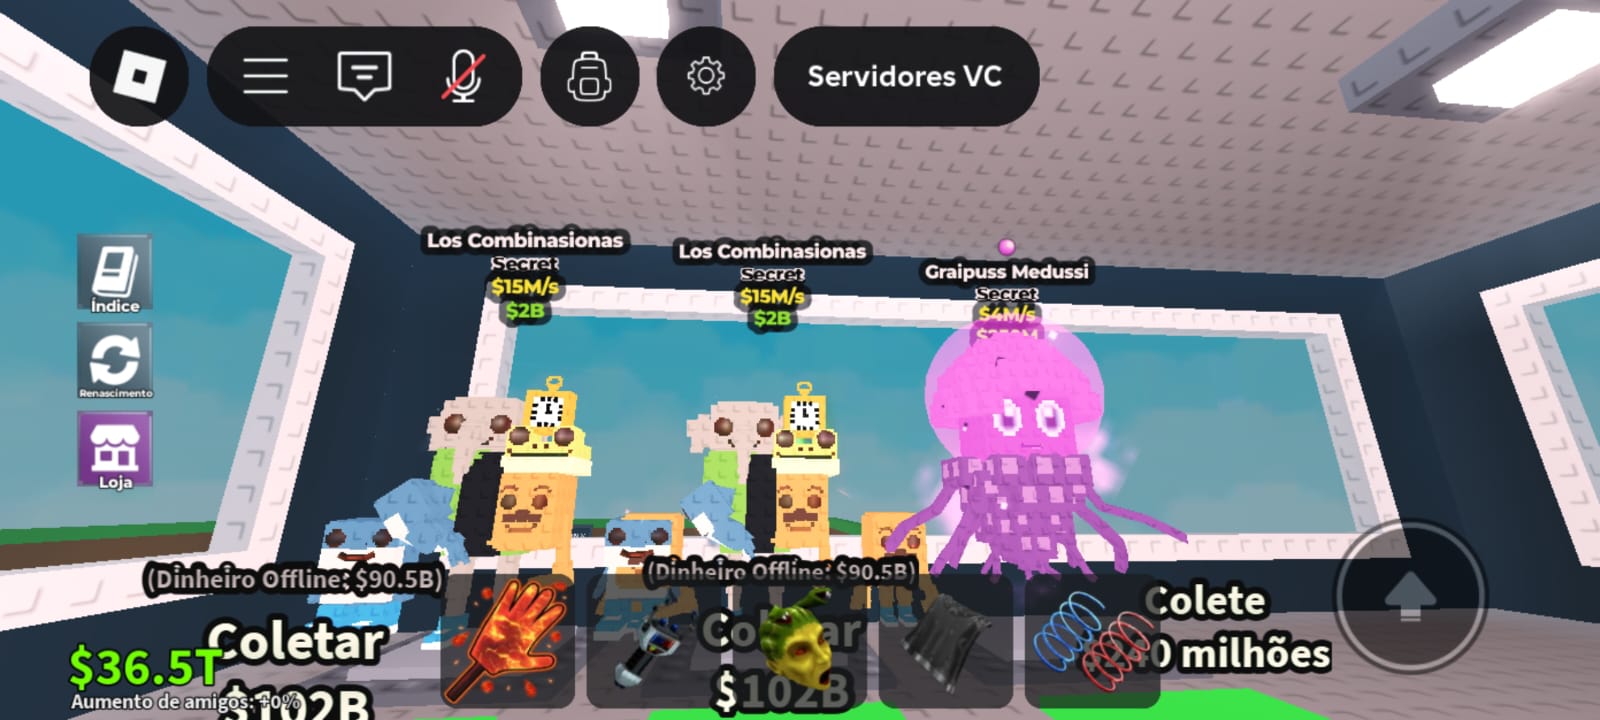 Servidores VC
Los Combinasionas
Secret
$15M/s
$2B
Los Combinasionas
Secret
$15M/s
$2B
Graipuss Medussi
Secret
$4M/s
Índice
Renascimento
Loja
(Dinheiro Offline: $90.5B)
Coletar
$102B
(Dinheiro Offline: $90.5B)
$102B
Colete
milhões
$36.5T
Aumento de amigos: +0%